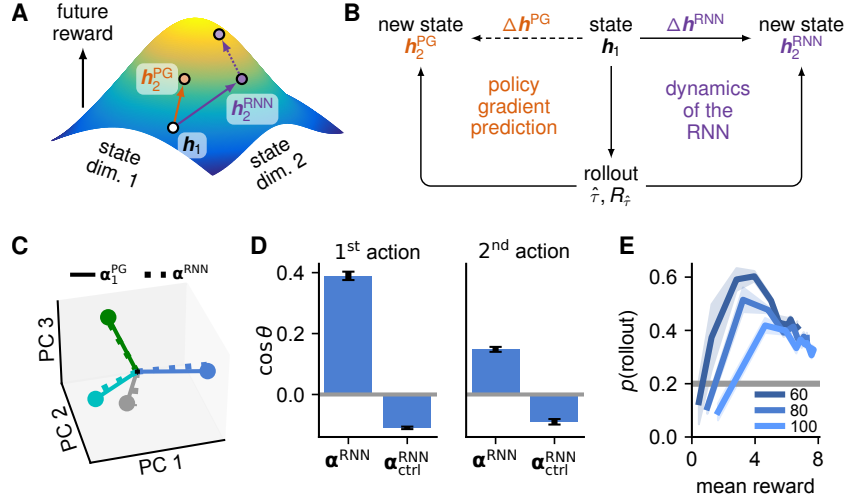 A
future
reward
h₂ᴾᴳ
h₂ᴿᴺᴺ
h₁
state
dim. 1
state
dim. 2
B
new state
h₂ᴾᴳ
Δhᴾᴳ
state
h₁
Δhᴿᴺᴺ
new state
h₂ᴿᴺᴺ
policy
gradient
prediction
dynamics
of the
RNN
rollout
τ̂, R_τ̂
C
α₁ᴾᴳ
αᴿᴺᴺ
PC 3
PC 2
PC 1
D
1ˢᵗ action
2ⁿᵈ action
cos θ
0.4
0.2
0.0
αᴿᴺᴺ
α_ctrlᴿᴺᴺ
αᴿᴺᴺ
α_ctrlᴿᴺᴺ
E
p(rollout)
0.6
0.4
0.2
0.0
60
80
100
0 4 8
mean reward